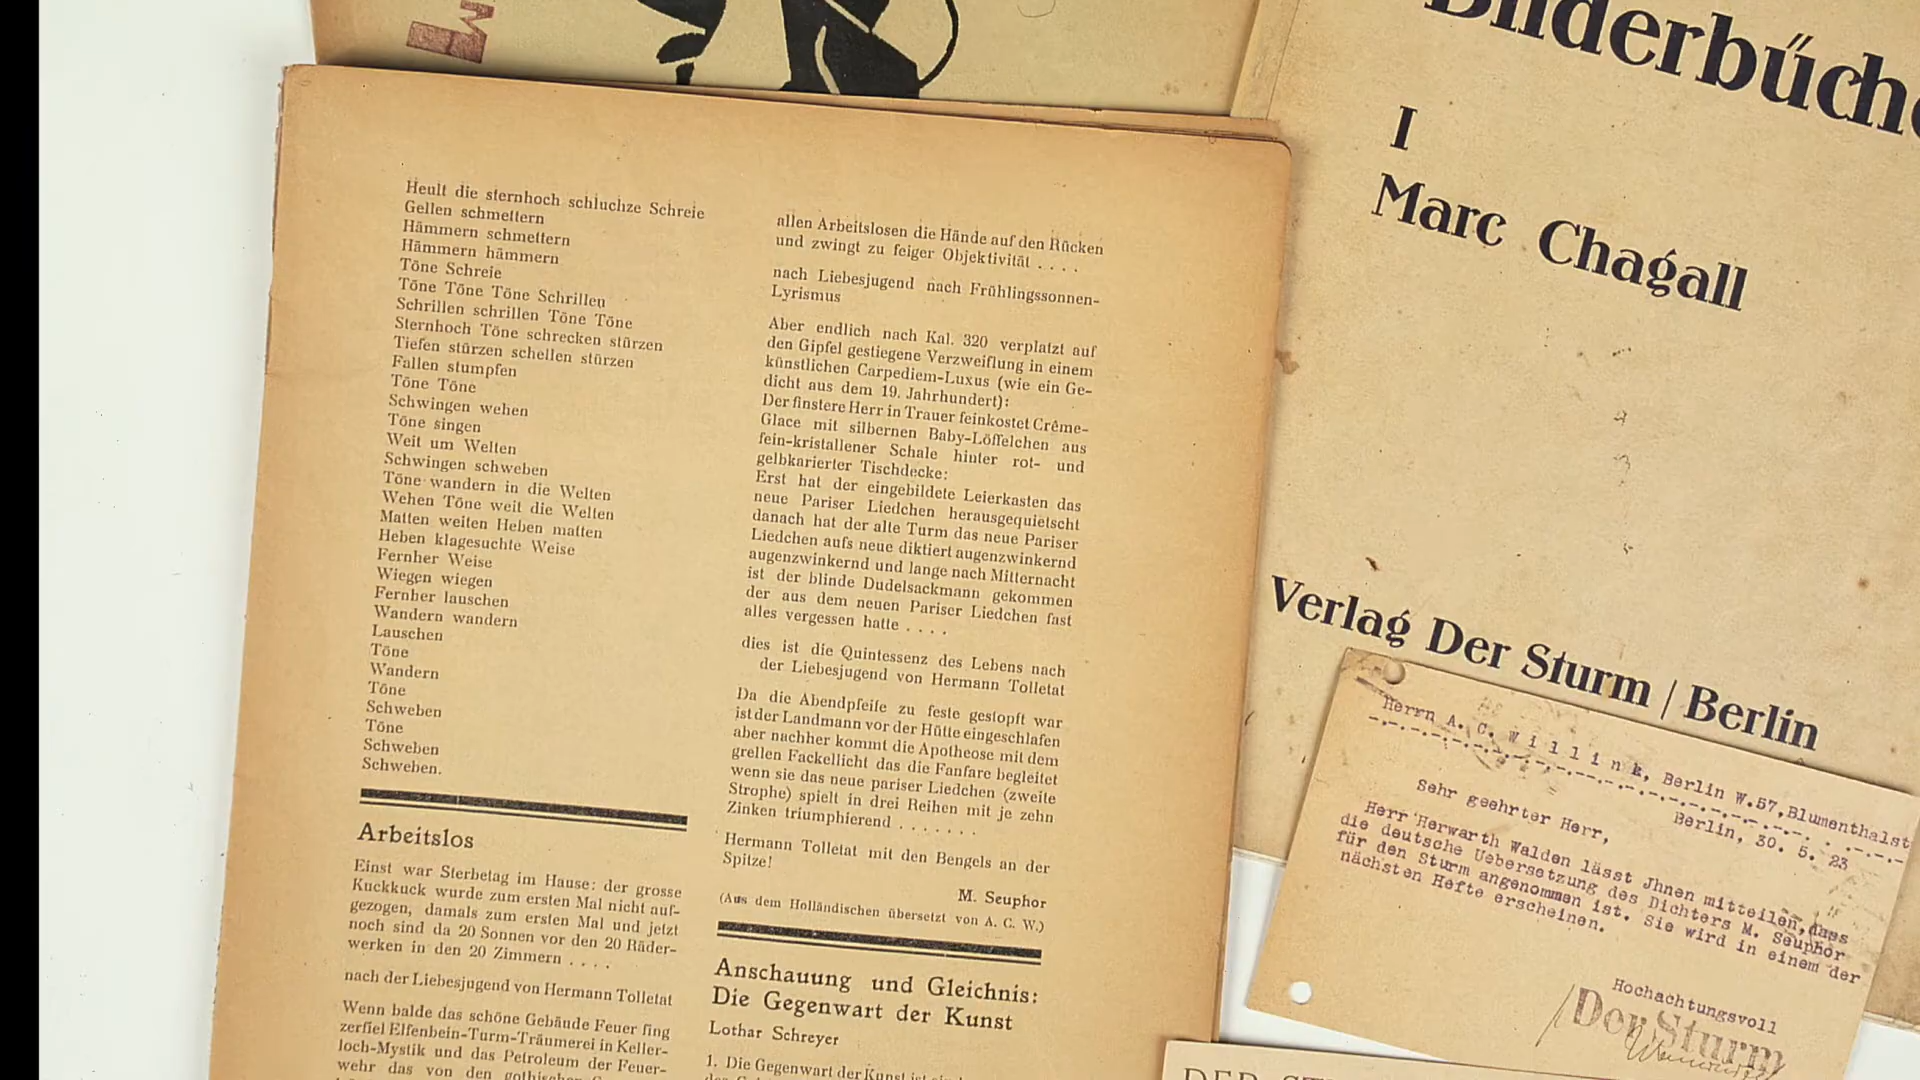 M
Heult die sternhoch schluchze Schreie
Gellen schmettern
Hämmern schmettern
Hämmern hämmern
Töne Schreie
Töne Töne Töne Schrillen
Schrillen schrillen Töne Töne
Sternhoch Töne schrecken stürzen
Tiefen stürzen schellen stürzen
Fallen stumpfen
Töne Töne
Schwingen wehen
Töne singen
Weit um Welten
Schwingen schweben
Töne wandern in die Welten
Wehen Töne weit die Welten
Matten weiten Heben matten
Heben klagesuchte Weise
Fernher Weise
Wiegen wiegen
Fernher lauschen
Wandern wandern
Lauschen
Töne
Wandern
Töne
Schweben
Töne
Schweben
Schweben.
Arbeitslos
Einst war Sterbetag im Hause: der grosse
Kuckkuck wurde zum ersten Mal nicht auf-
gezogen, damals zum ersten Mal und jetzt
noch sind da 20 Sonnen vor den 20 Räder-
werken in den 20 Zimmern . . . .
nach der Liebesjugend von Hermann Tolletat
Wenn balde das schöne Gebäude Feuer fing
zerfiel Elfenbein-Turm-Träumerei in Keller-
loch-Mystik und das Petroleum der Feuer-
wehr das von den gothischen
allen Arbeitslosen die Hände auf den Rücken
und zwingt zu feiger Objektivität . . . .
nach Liebesjugend nach Frühlingssonnen-
Lyrismus
Aber endlich nach Kal. 320 verplatzt auf
den Gipfel gestiegene Verzweiflung in einem
künstlichen Carpediem-Luxus (wie ein Ge-
dicht aus dem 19. Jahrhundert):
Der finstere Herr in Trauer feinkostet Crême-
Glace mit silbernen Baby-Löffelchen aus
fein-kristallener Schale hinter rot- und
gelbkarierter Tischdecke:
Erst hat der eingebildete Leierkasten das
neue Pariser Liedchen herausgequietscht
danach hat der alte Turm das neue Pariser
Liedchen aufs neue diktiert augenzwinkernd
augenzwinkernd und lange nach Mitternacht
ist der blinde Dudelsackmann gekommen
der aus dem neuen Pariser Liedchen fast
alles vergessen hatte . . . .
dies ist die Quintessenz des Lebens nach
der Liebesjugend von Hermann Tolletat
Da die Abendpfeife zu feste gestopft war
ist der Landmann vor der Hütte eingeschlafen
aber nachher kommt die Apotheose mit dem
grellen Fackellicht das die Fanfare begleitet
wenn sie das neue pariser Liedchen (zweite
Strophe) spielt in drei Reihen mit je zehn
Zinken triumphierend . . . . . . .
Hermann Tolletat mit den Bengels an der
Spitze!
M. Seuphor
(Aus dem Holländischen übersetzt von A. C. W.)
Anschauung und Gleichnis:
Die Gegenwart der Kunst
Lothar Schreyer
1. Die Gegenwart der Kunst ist
Bilderbüche
I
Marc Chagall
Verlag Der Sturm / Berlin
Herrn A. C. Willink, Berlin W.57, Blumenthalst
Berlin, 30. 5. 23
Sehr geehrter Herr,
Herr Herwarth Walden lässt Jhnen mitteilen, dass
die deutsche Uebersetzung des Dichters M. Seuphor
für den Sturm angenommen ist. Sie wird in einem der
nächsten Hefte erscheinen.
Hochachtungsvoll
Der Sturm
DER ST